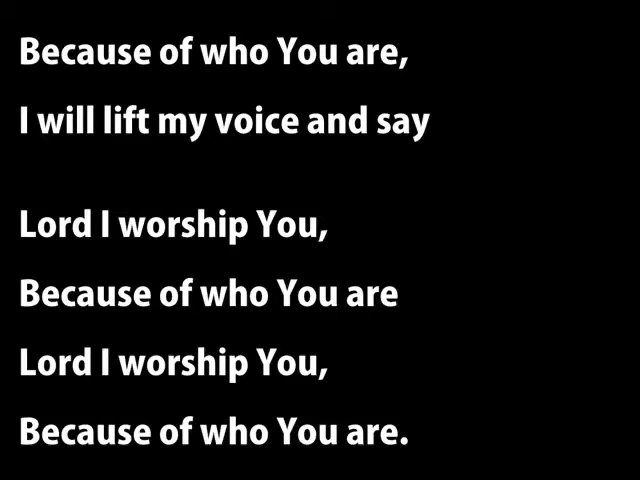 Because of who You are,
I will lift my voice and say
Lord I worship You,
Because of who You are
Lord I worship You,
Because of who You are.